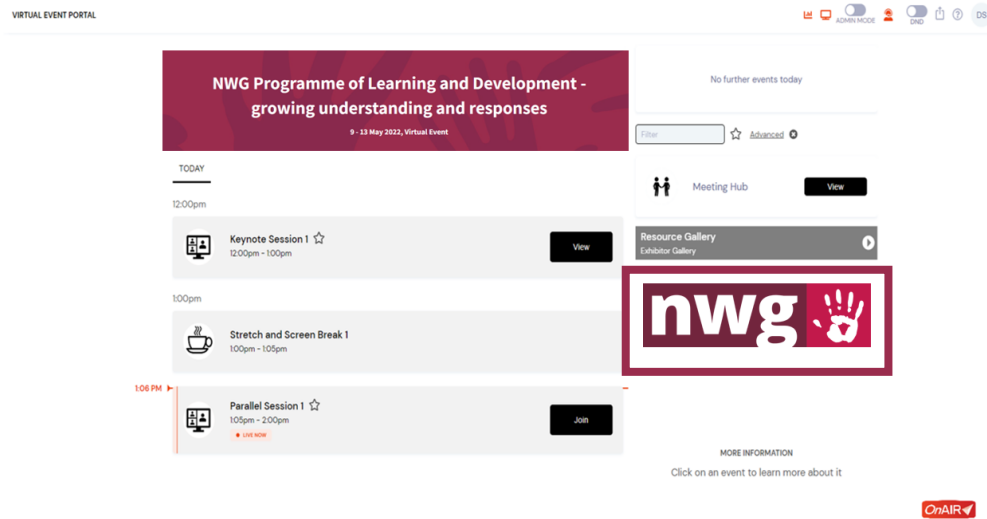 VIRTUAL EVENT PORTAL
ADMIN MODE
DND
DS
NWG Programme of Learning and Development -
growing understanding and responses
9 - 13 May 2022, Virtual Event
No further events today
Filter
Advanced
TODAY
Meeting Hub
View
12:00pm
Keynote Session 1
12:00pm - 1:00pm
View
Resource Gallery
Exhibitor Gallery
nwg
1:00pm
Stretch and Screen Break 1
1:00pm - 1:05pm
1:06 PM
Parallel Session 1
1:05pm - 2:00pm
LIVE NOW
Join
MORE INFORMATION
Click on an event to learn more about it
OnAIR